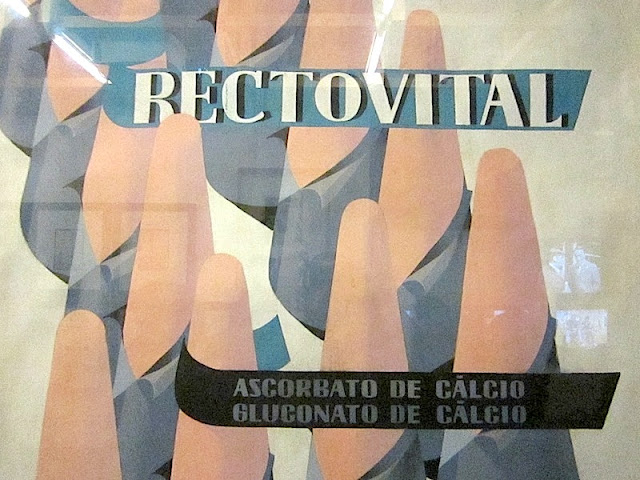 RECTOVITAL
ASCORBATO DE CÁLCIO
GLUCONATO DE CÁLCIO